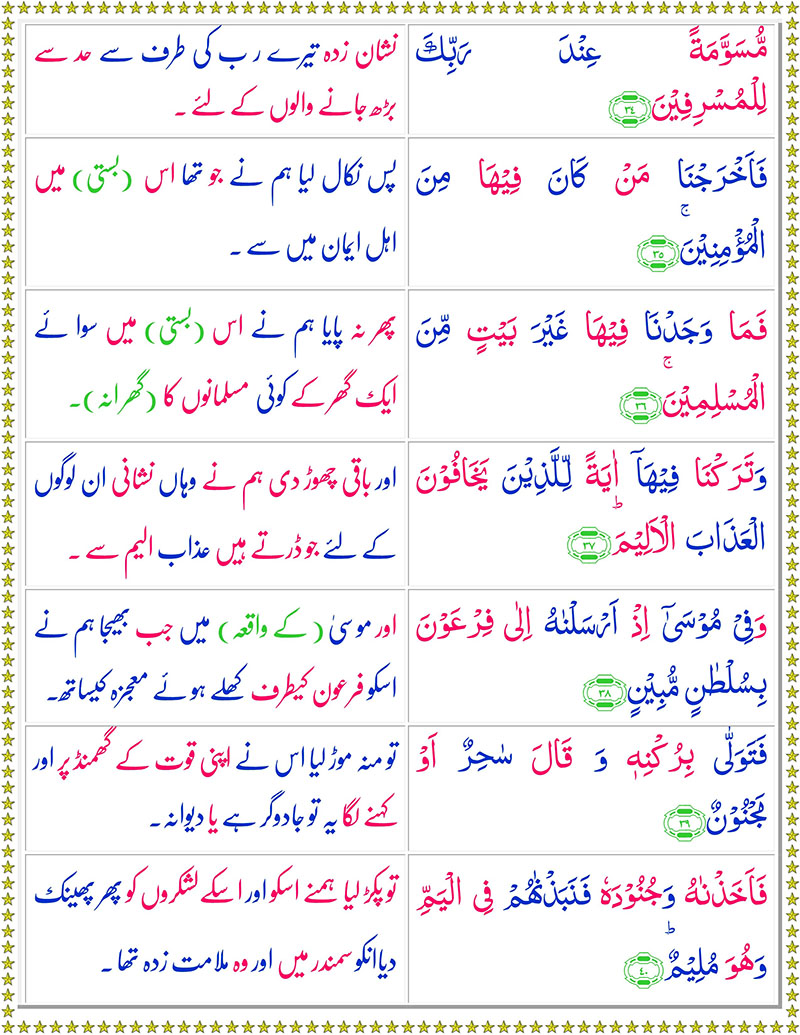 مُّسَوَّمَةً عِنْدَ رَبِّكَ
لِلْمُسْرِفِيْنَ ﴿٣٤﴾
نشان زدہ تیرے رب کی طرف سے حد سے
بڑھ جانے والوں کے لئے ۔
فَاَخْرَجْنَا مَنْ كَانَ فِيْهَا مِنَ
الْمُؤْمِنِيْنَ ۚ ﴿٣٥﴾
پس نکال لیا ہم نے جو تھا اس (بستی) میں
اہل ایمان میں سے ۔
فَمَا وَجَدْنَا فِيْهَا غَيْرَ بَيْتٍ مِّنَ
الْمُسْلِمِيْنَ ۚ ﴿٣٦﴾
پھر نہ پایا ہم نے اس (بستی) میں سوائے
ایک گھر کے کوئی مسلمانوں کا (گھرانہ)۔
وَتَرَكْنَا فِيْهَاۤ اٰيَةً لِّلَّذِيْنَ يَخَافُوْنَ
الْعَذَابَ الْاَلِيْمَ ؕ ﴿٣٧﴾
اور باقی چھوڑ دی ہم نے وہاں نشانی ان لوگوں
کے لئے جو ڈرتے ہیں عذاب الیم سے ۔
وَفِيْ مُوْسٰۤى اِذْ اَرْسَلْنٰهُ اِلٰى فِرْعَوْنَ
بِسُلْطٰنٍ مُّبِيْنٍ ﴿٣٨﴾
اور موسیٰ (کے واقعہ) میں جب بھیجا ہم نے
اسکو فرعون کیطرف کھلے ہوئے معجزہ کیساتھ۔
فَتَوَلّٰى بِرُكْنِهٖ وَ قَالَ سٰحِرٌ اَوْ
مَجْنُوْنٌ ﴿٣٩﴾
تو منہ موڑ لیا اس نے اپنی قوت کے گھمنڈ پر اور
کہنے لگا یہ تو جادوگر ہے یا دیوانہ ۔
فَاَخَذْنٰهُ وَجُنُوْدَهٗ فَنَبَذْنٰهُمْ فِي الْيَمِّ
وَهُوَ مُلِيْمٌ ؕ ﴿٤٠﴾
تو پکڑ لیا ہمنے اسکو اور اسکے لشکروں کو پھر پھینک
دیا انکو سمندر میں اور وہ ملامت زدہ تھا ۔